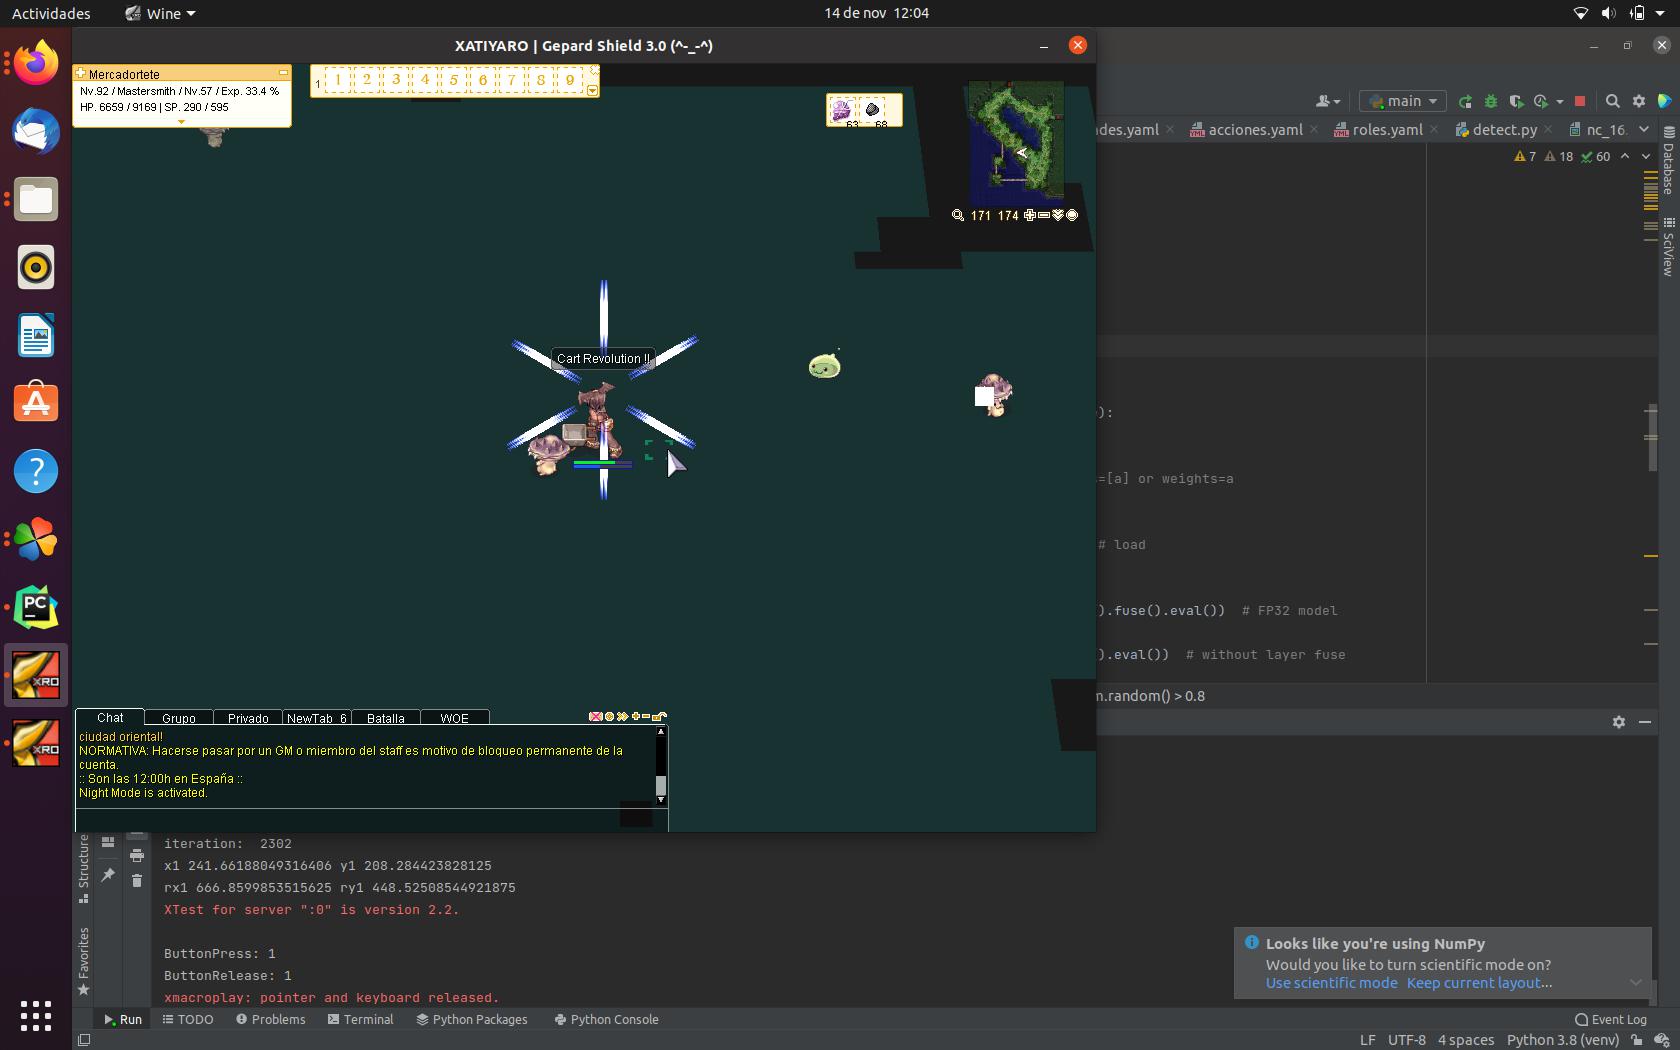 Actividades
Wine
14 de nov 12:04
XATIYARO | Gepard Shield 3.0 (^-_-^)
Mercadortete
Nv.92 / Mastersmith / Nv.57 / Exp. 33.4 %
HP. 6659 / 9169 | SP. 290 / 595
1 1 2 3 4 5 6 7 8 9
63 68
171 174
main
des.yaml
acciones.yaml
roles.yaml
detect.py
nc_16.
7 18 60
Database
SciView
Cart Revolution !!
):
=[a] or weights=a
# load
).fuse().eval()) # FP32 model
).eval()) # without layer fuse
m.random() > 0.8
PC
XRO
XRO
Chat
Grupo
Privado
NewTab_6
Batalla
WOE
ciudad oriental!
NORMATIVA: Hacerse pasar por un GM o miembro del staff es motivo de bloqueo permanente de la
cuenta.
:: Son las 12:00h en España ::
Night Mode is activated.
Structure
Favorites
iteration: 2302
x1 241.66188049316406 y1 208.284423828125
rx1 666.8599853515625 ry1 448.52508544921875
XTest for server ":0" is version 2.2.
ButtonPress: 1
ButtonRelease: 1
xmacroplay: pointer and keyboard released.
Looks like you're using NumPy
Would you like to turn scientific mode on?
Use scientific mode Keep current layout...
Run
TODO
Problems
Terminal
Python Packages
Python Console
Event Log
LF UTF-8 4 spaces Python 3.8 (venv)